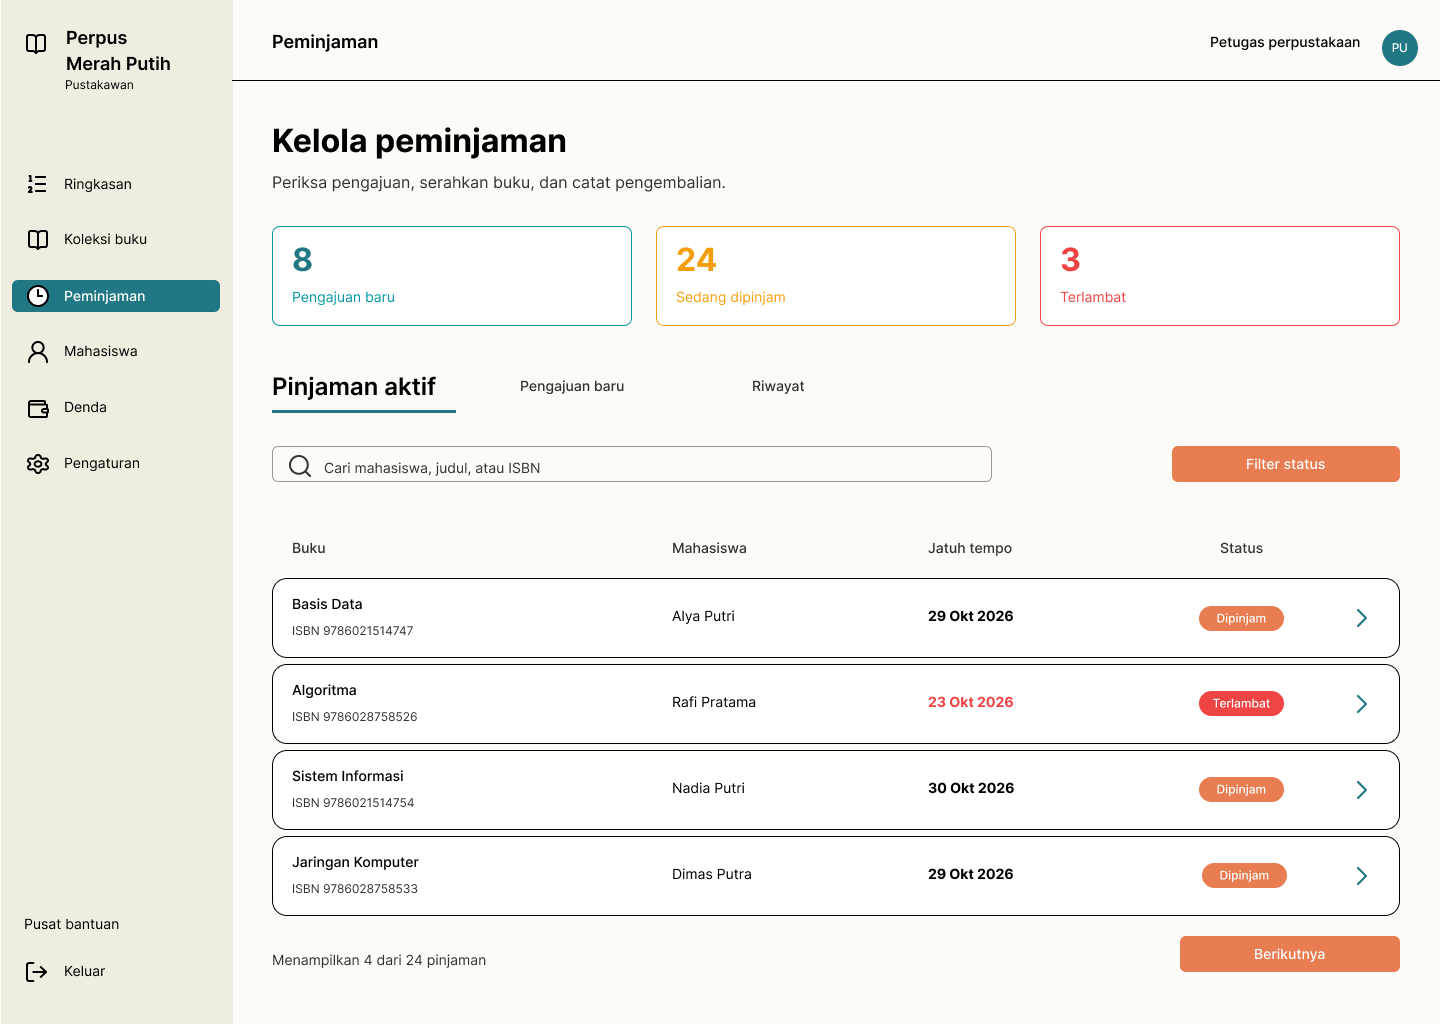 Perpus
Merah Putih
Pustakawan
Ringkasan
Koleksi buku
Peminjaman
Mahasiswa
Denda
Pengaturan
Pusat bantuan
Keluar
Peminjaman
Petugas perpustakaan
PU
Kelola peminjaman
Periksa pengajuan, serahkan buku, dan catat pengembalian.
8
Pengajuan baru
24
Sedang dipinjam
3
Terlambat
Pinjaman aktif
Pengajuan baru
Riwayat
Cari mahasiswa, judul, atau ISBN
Filter status
Buku
Mahasiswa
Jatuh tempo
Status
Basis Data
ISBN 9786021514747
Alya Putri
29 Okt 2026
Dipinjam
Algoritma
ISBN 9786028758526
Rafi Pratama
23 Okt 2026
Terlambat
Sistem Informasi
ISBN 9786021514754
Nadia Putri
30 Okt 2026
Dipinjam
Jaringan Komputer
ISBN 9786028758533
Dimas Putra
29 Okt 2026
Dipinjam
Menampilkan 4 dari 24 pinjaman
Berikutnya